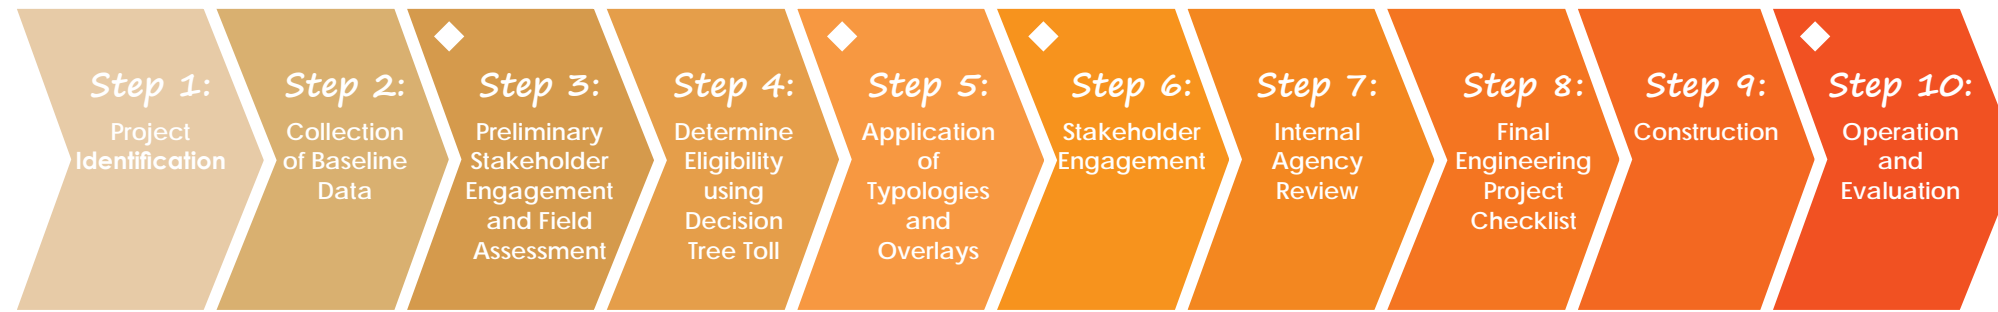 Step 1:
Project
Identification
Step 2:
Collection
of Baseline
Data
Step 3:
Preliminary
Stakeholder
Engagement
and Field
Assessment
Step 4:
Determine
Eligibility
using
Decision
Tree Toll
Step 5:
Application
of
Typologies
and
Overlays
Step 6:
Stakeholder
Engagement
Step 7:
Internal
Agency
Review
Step 8:
Final
Engineering
Project
Checklist
Step 9:
Construction
Step 10:
Operation
and
Evaluation